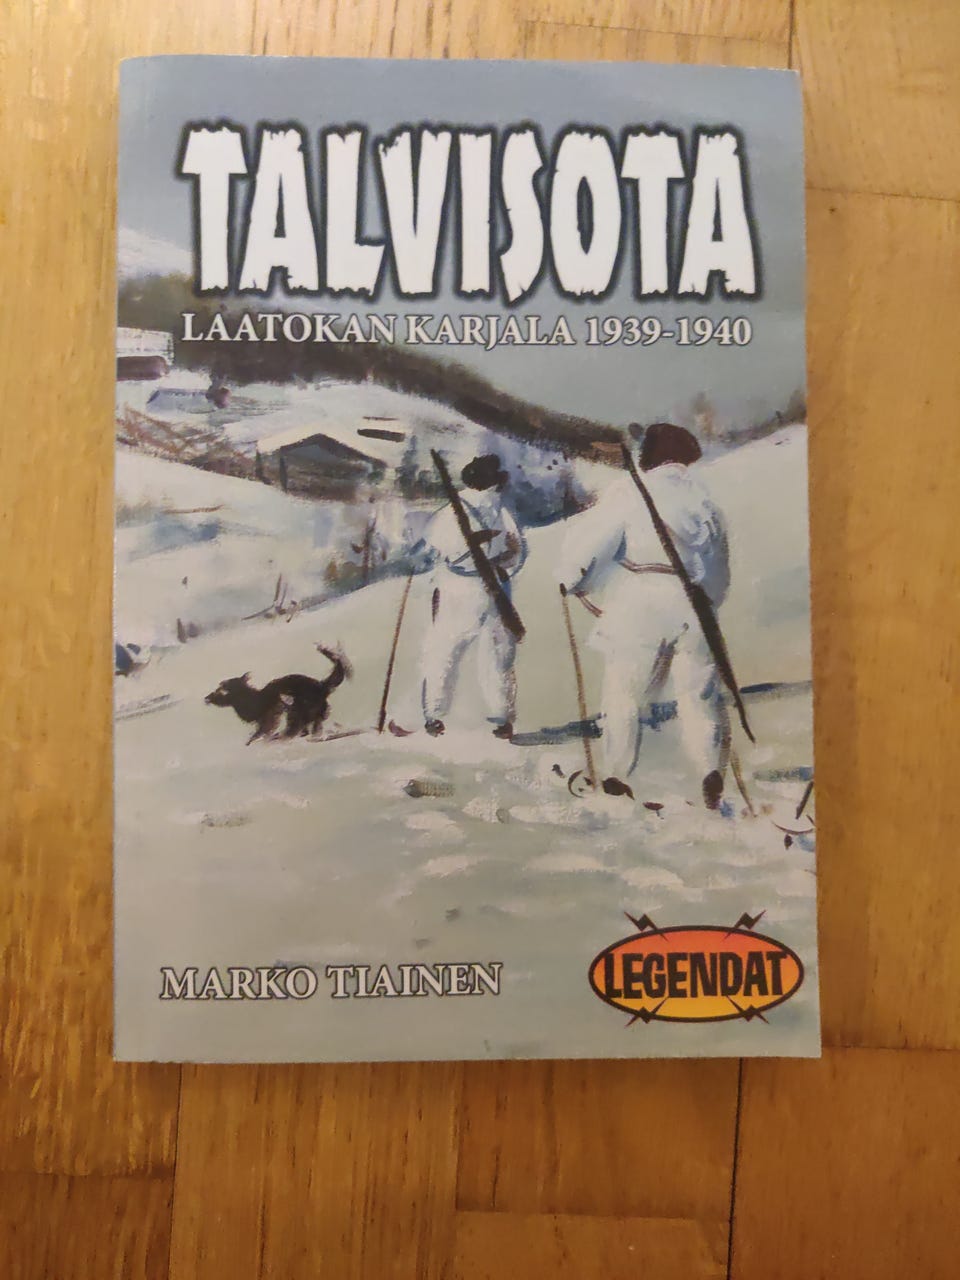 TALVISOTA
LAATOKAN KARJALA 1939-1940
MARKO TIAINEN
LEGENDAT